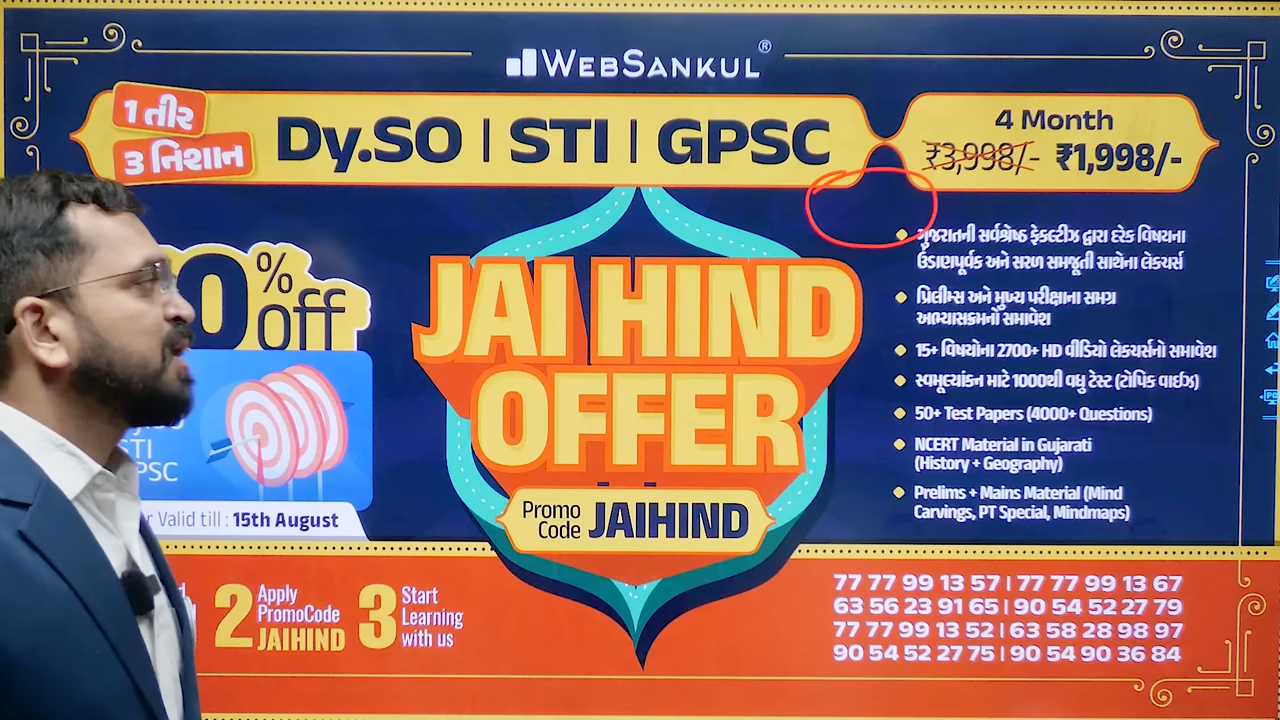 WEBSANKUL®
1 તીર
3 નિશાન
Dy.SO | STI | GPSC
4 Month
₹3,998/- ₹1,998/-
0% off
STI
PSC
Valid till : 15th August
JAI HIND
OFFER
Promo Code JAIHIND
ગુજરાતની સર્વશ્રેષ્ઠ ફેકલ્ટીઝ દ્વારા દરેક વિષયના
ઉંડાણપૂર્વક અને સરળ સમજૂતી સાથેના લેકચર્સ
પ્રિલીમ્સ અને મુખ્ય પરીક્ષાના સમગ્ર
અભ્યાસક્રમનો સમાવેશ
15+ વિષયોના 2700+ HD વીડિયો લેકચર્સનો સમાવેશ
સ્વમૂલ્યાંકન માટે 1000થી વધુ ટેસ્ટ (ટોપિક વાઈઝ)
50+ Test Papers (4000+ Questions)
NCERT Material in Gujarati
(History + Geography)
Prelims + Mains Material (Mind
Carvings, PT Special, Mindmaps)
2 Apply
PromoCode
JAIHIND
3 Start
Learning
with us
77 77 99 13 57 | 77 77 99 13 67
63 56 23 91 65 | 90 54 52 27 79
77 77 99 13 52 | 63 58 28 98 97
90 54 52 27 75 | 90 54 90 36 84